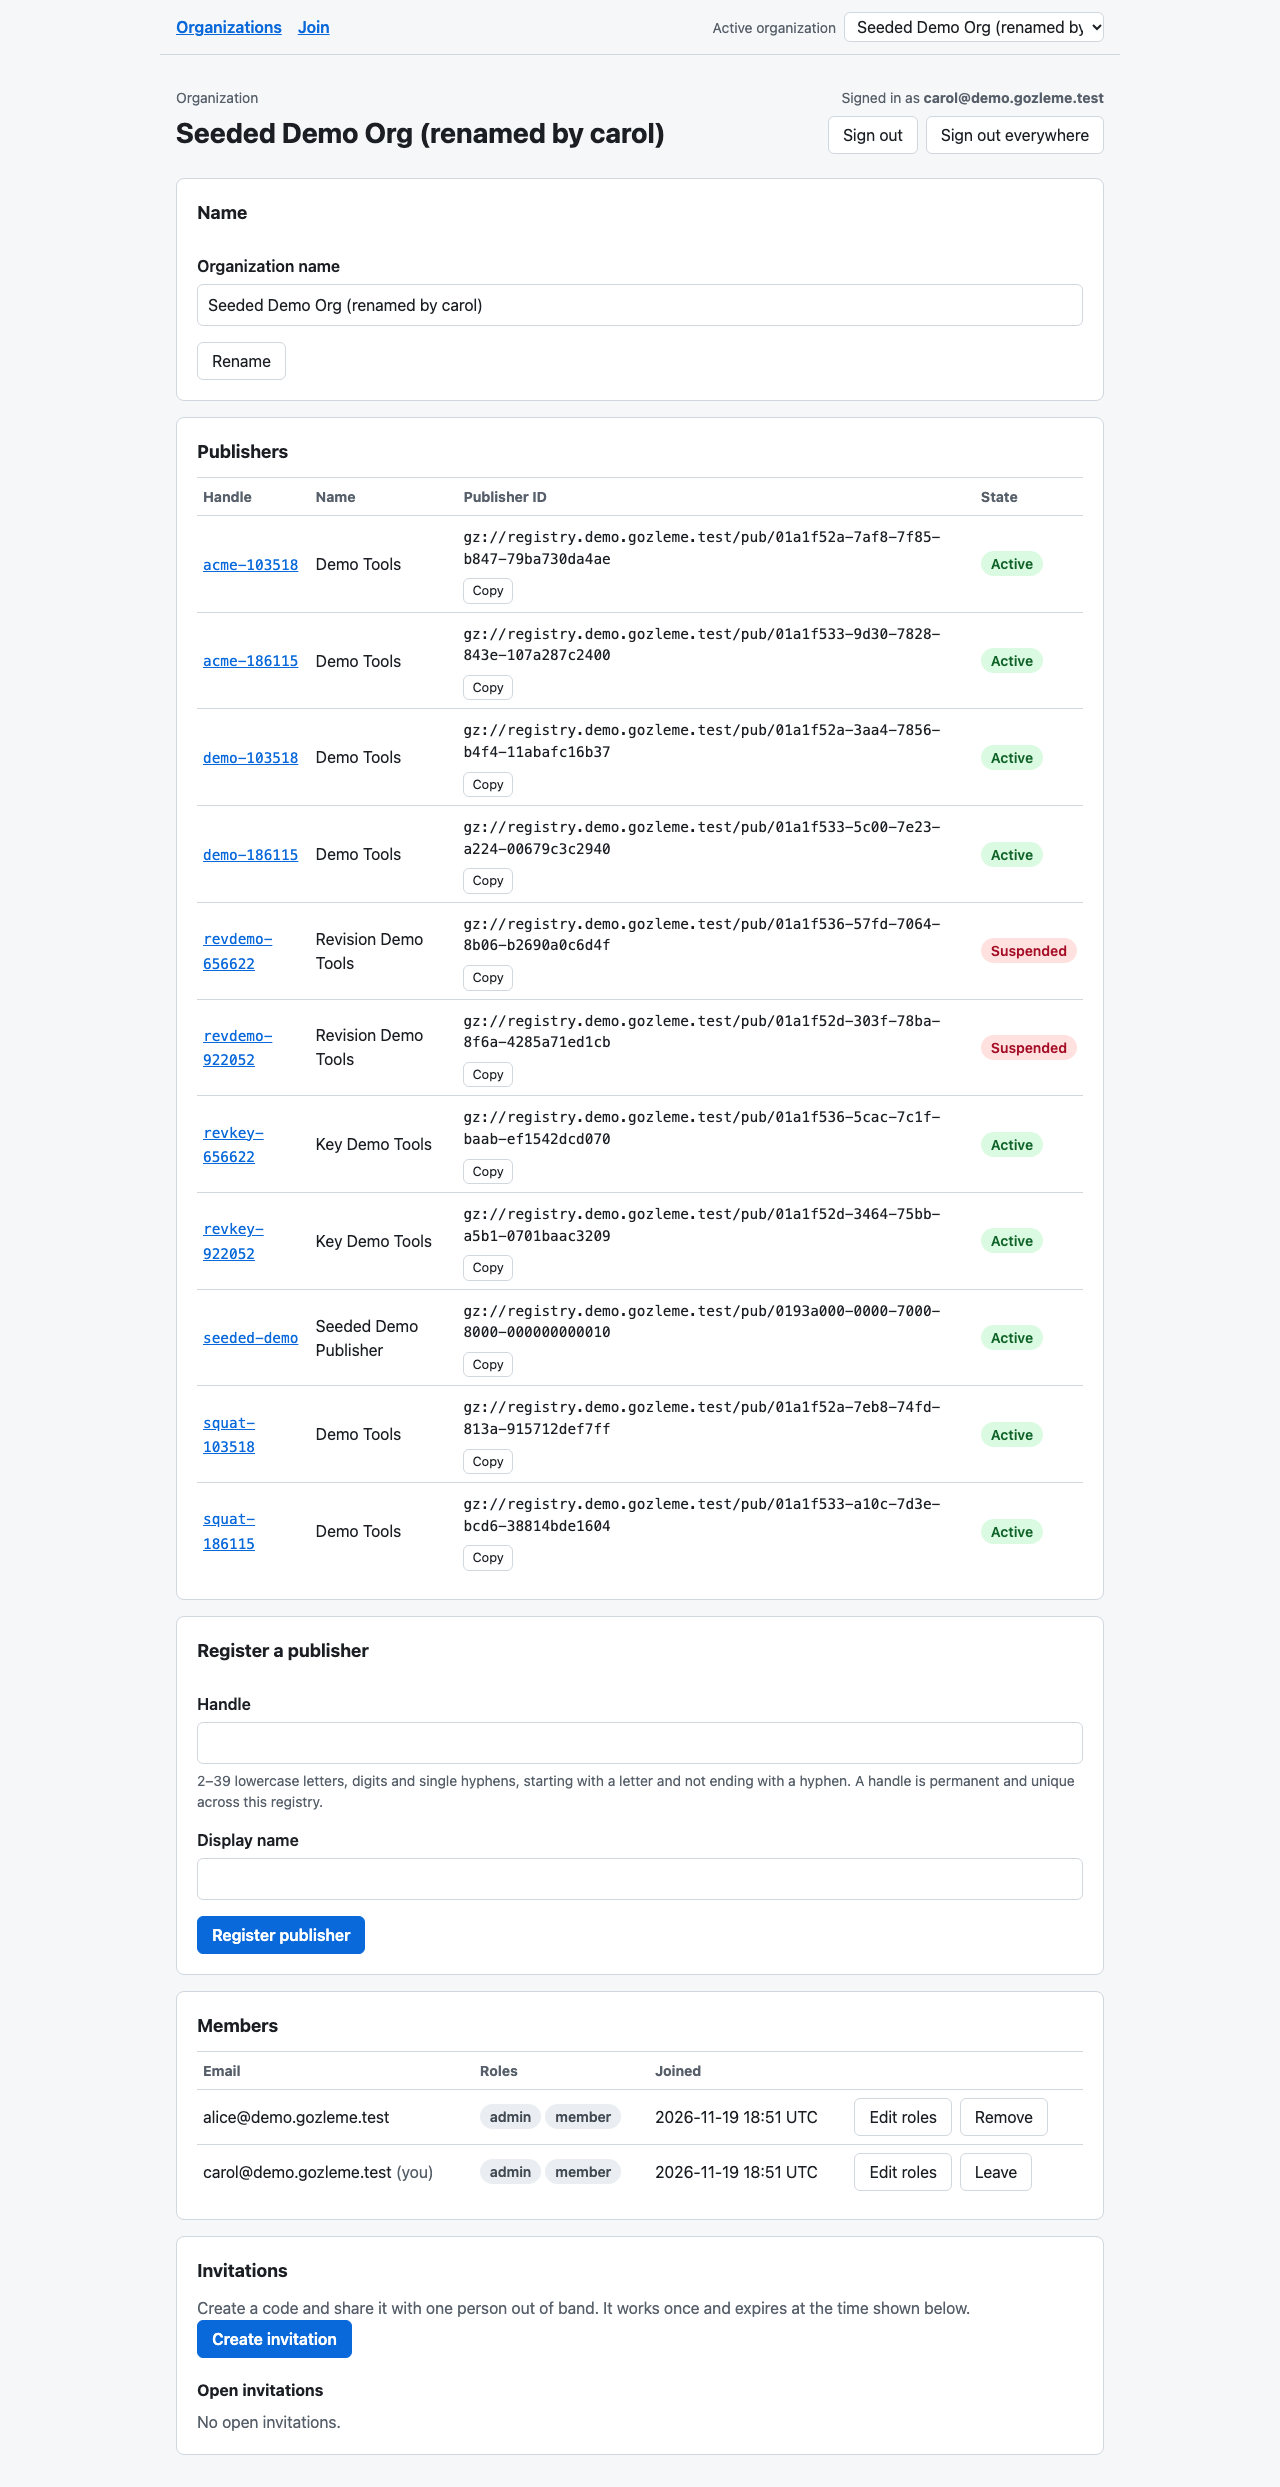 Organizations Join
Active organization Seeded Demo Org (renamed by
Organization
Signed in as carol@demo.gozleme.test
Seeded Demo Org (renamed by carol)
Sign out Sign out everywhere
Name
Organization name
Seeded Demo Org (renamed by carol)
Rename
Publishers
Handle Name Publisher ID State
acme-103518 Demo Tools gz://registry.demo.gozleme.test/pub/01a1f52a-7af8-7f85-
b847-79ba730da4ae
Copy
Active
acme-186115 Demo Tools gz://registry.demo.gozleme.test/pub/01a1f533-9d30-7828-
843e-107a287c2400
Copy
Active
demo-103518 Demo Tools gz://registry.demo.gozleme.test/pub/01a1f52a-3aa4-7856-
b4f4-11abafc16b37
Copy
Active
demo-186115 Demo Tools gz://registry.demo.gozleme.test/pub/01a1f533-5c00-7e23-
a224-00679c3c2940
Copy
Active
revdemo-
656622
Revision Demo
Tools
gz://registry.demo.gozleme.test/pub/01a1f536-57fd-7064-
8b06-b2690a0c6d4f
Copy
Suspended
revdemo-
922052
Revision Demo
Tools
gz://registry.demo.gozleme.test/pub/01a1f52d-303f-78ba-
8f6a-4285a71ed1cb
Copy
Suspended
revkey-
656622
Key Demo Tools
gz://registry.demo.gozleme.test/pub/01a1f536-5cac-7c1f-
baab-ef1542dcd070
Copy
Active
revkey-
922052
Key Demo Tools
gz://registry.demo.gozleme.test/pub/01a1f52d-3464-75bb-
a5b1-0701baac3209
Copy
Active
seeded-demo
Seeded Demo
Publisher
gz://registry.demo.gozleme.test/pub/0193a000-0000-7000-
8000-000000000010
Copy
Active
squat-
103518
Demo Tools
gz://registry.demo.gozleme.test/pub/01a1f52a-7eb8-74fd-
813a-915712def7ff
Copy
Active
squat-
186115
Demo Tools
gz://registry.demo.gozleme.test/pub/01a1f533-a10c-7d3e-
bcd6-38814bde1604
Copy
Active
Register a publisher
Handle
2–39 lowercase letters, digits and single hyphens, starting with a letter and not ending with a hyphen. A handle is permanent and unique
across this registry.
Display name
Register publisher
Members
Email Roles Joined
alice@demo.gozleme.test admin member 2026-11-19 18:51 UTC Edit roles Remove
carol@demo.gozleme.test (you) admin member 2026-11-19 18:51 UTC Edit roles Leave
Invitations
Create a code and share it with one person out of band. It works once and expires at the time shown below.
Create invitation
Open invitations
No open invitations.